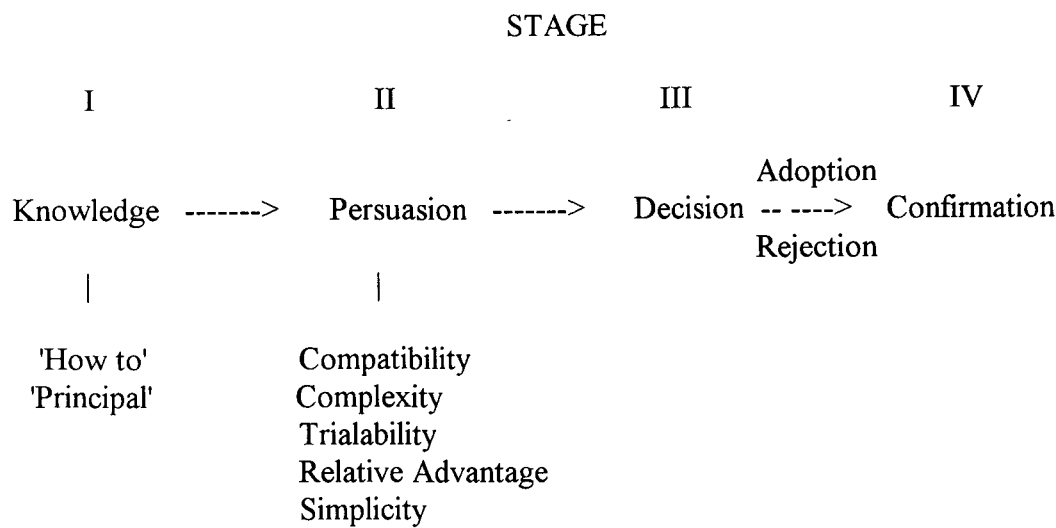 STAGE
I II III IV
Adoption
Knowledge -------> Persuasion -------> Decision -- ----> Confirmation
Rejection
| |
'How to' Compatibility
'Principal' Complexity
Trialability
Relative Advantage
Simplicity